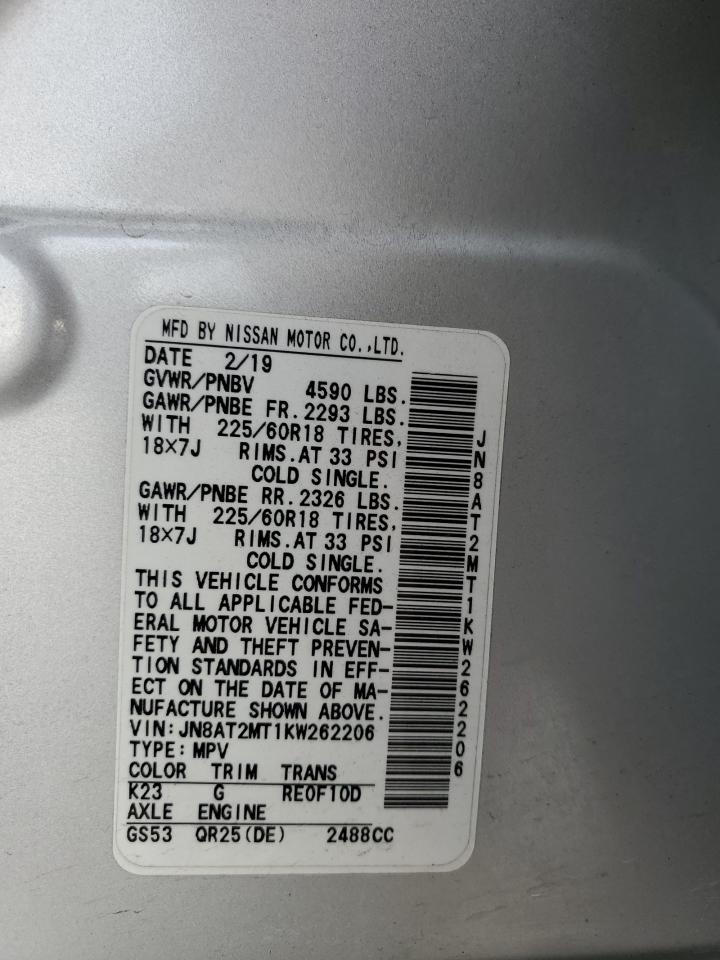 MFD BY NISSAN MOTOR CO.,LTD.
DATE 2/19
GVWR/PNBV 4590 LBS.
GAWR/PNBE FR.2293 LBS.
WITH 225/60R18 TIRES,
18×7J RIMS.AT 33 PSI
COLD SINGLE.
GAWR/PNBE RR.2326 LBS.
WITH 225/60R18 TIRES,
18×7J RIMS.AT 33 PSI
COLD SINGLE.
THIS VEHICLE CONFORMS
TO ALL APPLICABLE FED-
ERAL MOTOR VEHICLE SA-
FETY AND THEFT PREVEN-
TION STANDARDS IN EFF-
ECT ON THE DATE OF MA-
NUFACTURE SHOWN ABOVE.
VIN:JN8AT2MT1KW262206
TYPE:MPV
COLOR TRIM TRANS
K23 G RE0F10D
AXLE ENGINE
GS53 QR25(DE) 2488CC
JN8AT2MT1KW262206